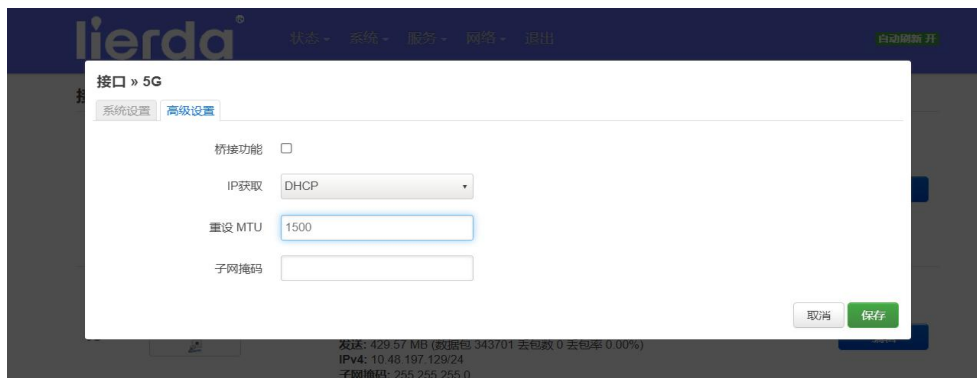 lierda®
状态 系统 服务 网络 退出
自动刷新 开
接
接口 » 5G
系统设置 高级设置
桥接功能
IP获取 DHCP
重设 MTU 1500
子网掩码
取消 保存
发送: 429.57 MB (数据包 343701 丢包数 0 丢包率 0.00%)
IPv4: 10.48.197.129/24
子网掩码: 255.255.255.0